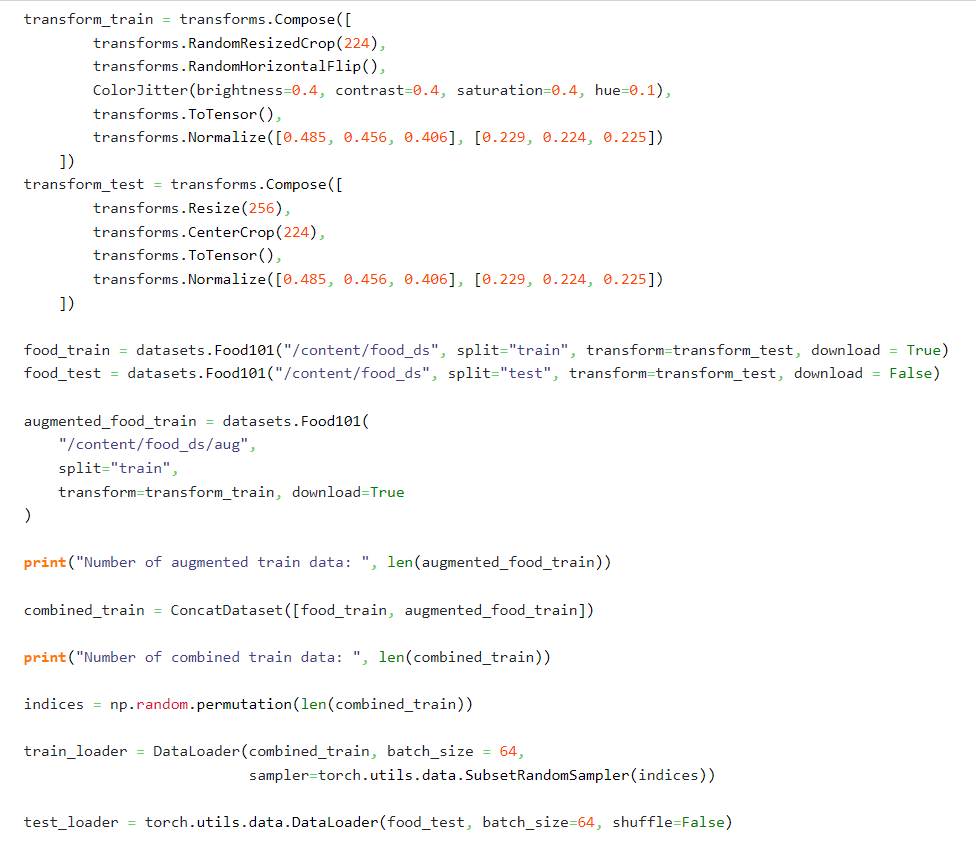 transform_train = transforms.Compose([
        transforms.RandomResizedCrop(224),
        transforms.RandomHorizontalFlip(),
        ColorJitter(brightness=0.4, contrast=0.4, saturation=0.4, hue=0.1),
        transforms.ToTensor(),
        transforms.Normalize([0.485, 0.456, 0.406], [0.229, 0.224, 0.225])
    ])
transform_test = transforms.Compose([
        transforms.Resize(256),
        transforms.CenterCrop(224),
        transforms.ToTensor(),
        transforms.Normalize([0.485, 0.456, 0.406], [0.229, 0.224, 0.225])
    ])

food_train = datasets.Food101("/content/food_ds", split="train", transform=transform_test, download = True)
food_test = datasets.Food101("/content/food_ds", split="test", transform=transform_test, download = False)

augmented_food_train = datasets.Food101(
    "/content/food_ds/aug",
    split="train",
    transform=transform_train, download=True
)

print("Number of augmented train data: ", len(augmented_food_train))

combined_train = ConcatDataset([food_train, augmented_food_train])

print("Number of combined train data: ", len(combined_train))

indices = np.random.permutation(len(combined_train))

train_loader = DataLoader(combined_train, batch_size = 64,
                          sampler=torch.utils.data.SubsetRandomSampler(indices))

test_loader = torch.utils.data.DataLoader(food_test, batch_size=64, shuffle=False)